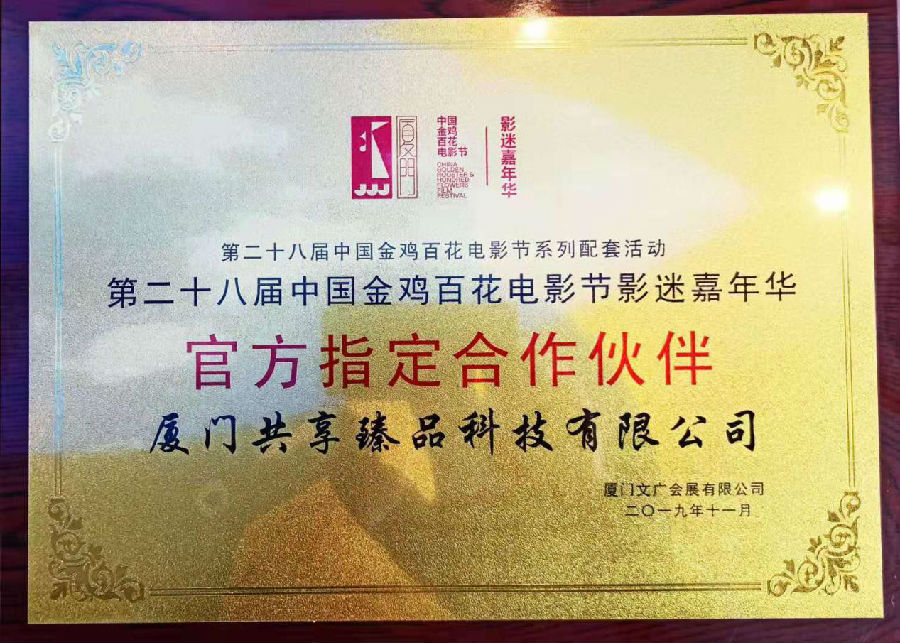 厦门
中国
金鸡
百花
电影节
CHINA
GOLDEN
ROOSTER &
HUNDRED
FLOWERS
FILM
FESTIVAL
影迷嘉年华
第二十八届中国金鸡百花电影节系列配套活动
第二十八届中国金鸡百花电影节影迷嘉年华
官方指定合作伙伴
厦门共享臻品科技有限公司
厦门文广会展有限公司
二〇一九年十一月